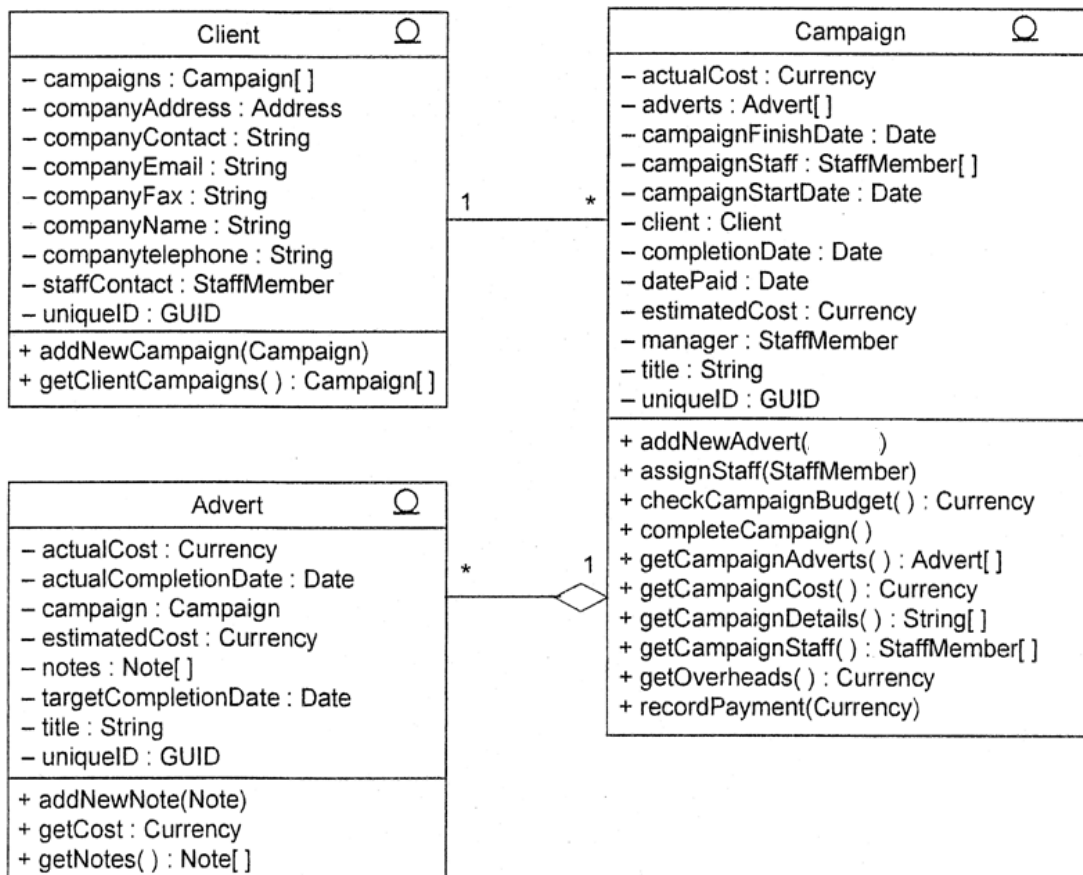 Client
– campaigns : Campaign[ ]
– companyAddress : Address
– companyContact : String
– companyEmail : String
– companyFax : String
– companyName : String
– companytelephone : String
– staffContact : StaffMember
– uniqueID : GUID
+ addNewCampaign(Campaign)
+ getClientCampaigns( ) : Campaign[ ]
1
*
Campaign
– actualCost : Currency
– adverts : Advert[ ]
– campaignFinishDate : Date
– campaignStaff : StaffMember[ ]
– campaignStartDate : Date
– client : Client
– completionDate : Date
– datePaid : Date
– estimatedCost : Currency
– manager : StaffMember
– title : String
– uniqueID : GUID
+ addNewAdvert( )
+ assignStaff(StaffMember)
+ checkCampaignBudget( ) : Currency
+ completeCampaign( )
+ getCampaignAdverts( ) : Advert[ ]
+ getCampaignCost( ) : Currency
+ getCampaignDetails( ) : String[ ]
+ getCampaignStaff( ) : StaffMember[ ]
+ getOverheads( ) : Currency
+ recordPayment(Currency)
Advert
– actualCost : Currency
– actualCompletionDate : Date
– campaign : Campaign
– estimatedCost : Currency
– notes : Note[ ]
– targetCompletionDate : Date
– title : String
– uniqueID : GUID
+ addNewNote(Note)
+ getCost : Currency
+ getNotes( ) : Note[ ]
*
1